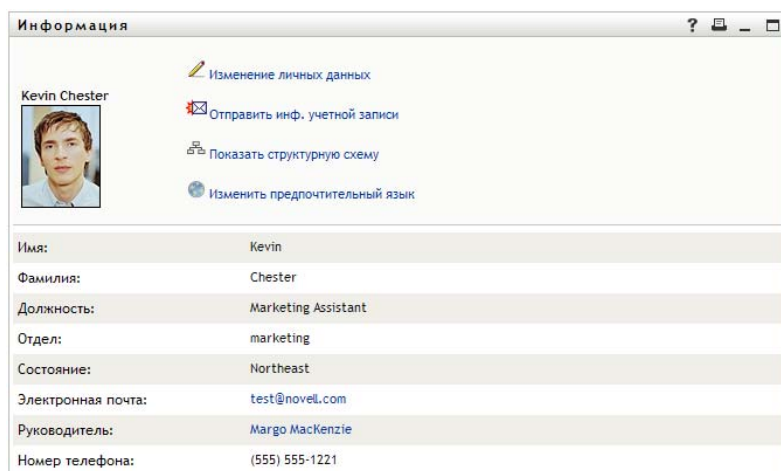 Информация
?
Изменение личных данных
Kevin Chester
Отправить инф. учетной записи
Показать структурную схему
Изменить предпочтительный язык
Имя: Kevin
Фамилия: Chester
Должность: Marketing Assistant
Отдел: marketing
Состояние: Northeast
Электронная почта: test@novell.com
Руководитель: Margo MacKenzie
Номер телефона: (555) 555-1221